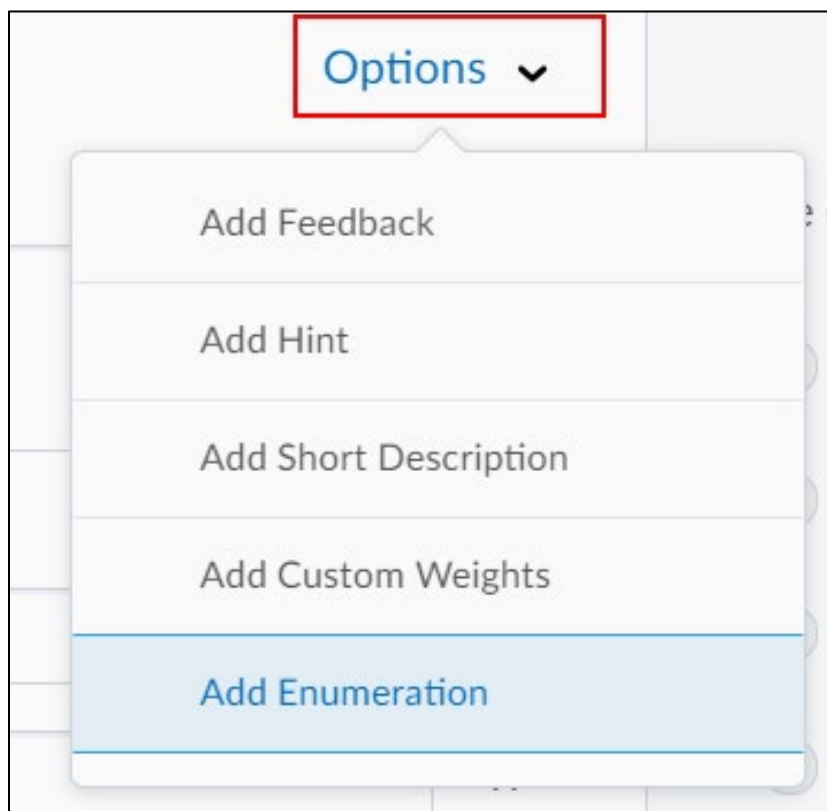 Options
Add Feedback
Add Hint
Add Short Description
Add Custom Weights
Add Enumeration